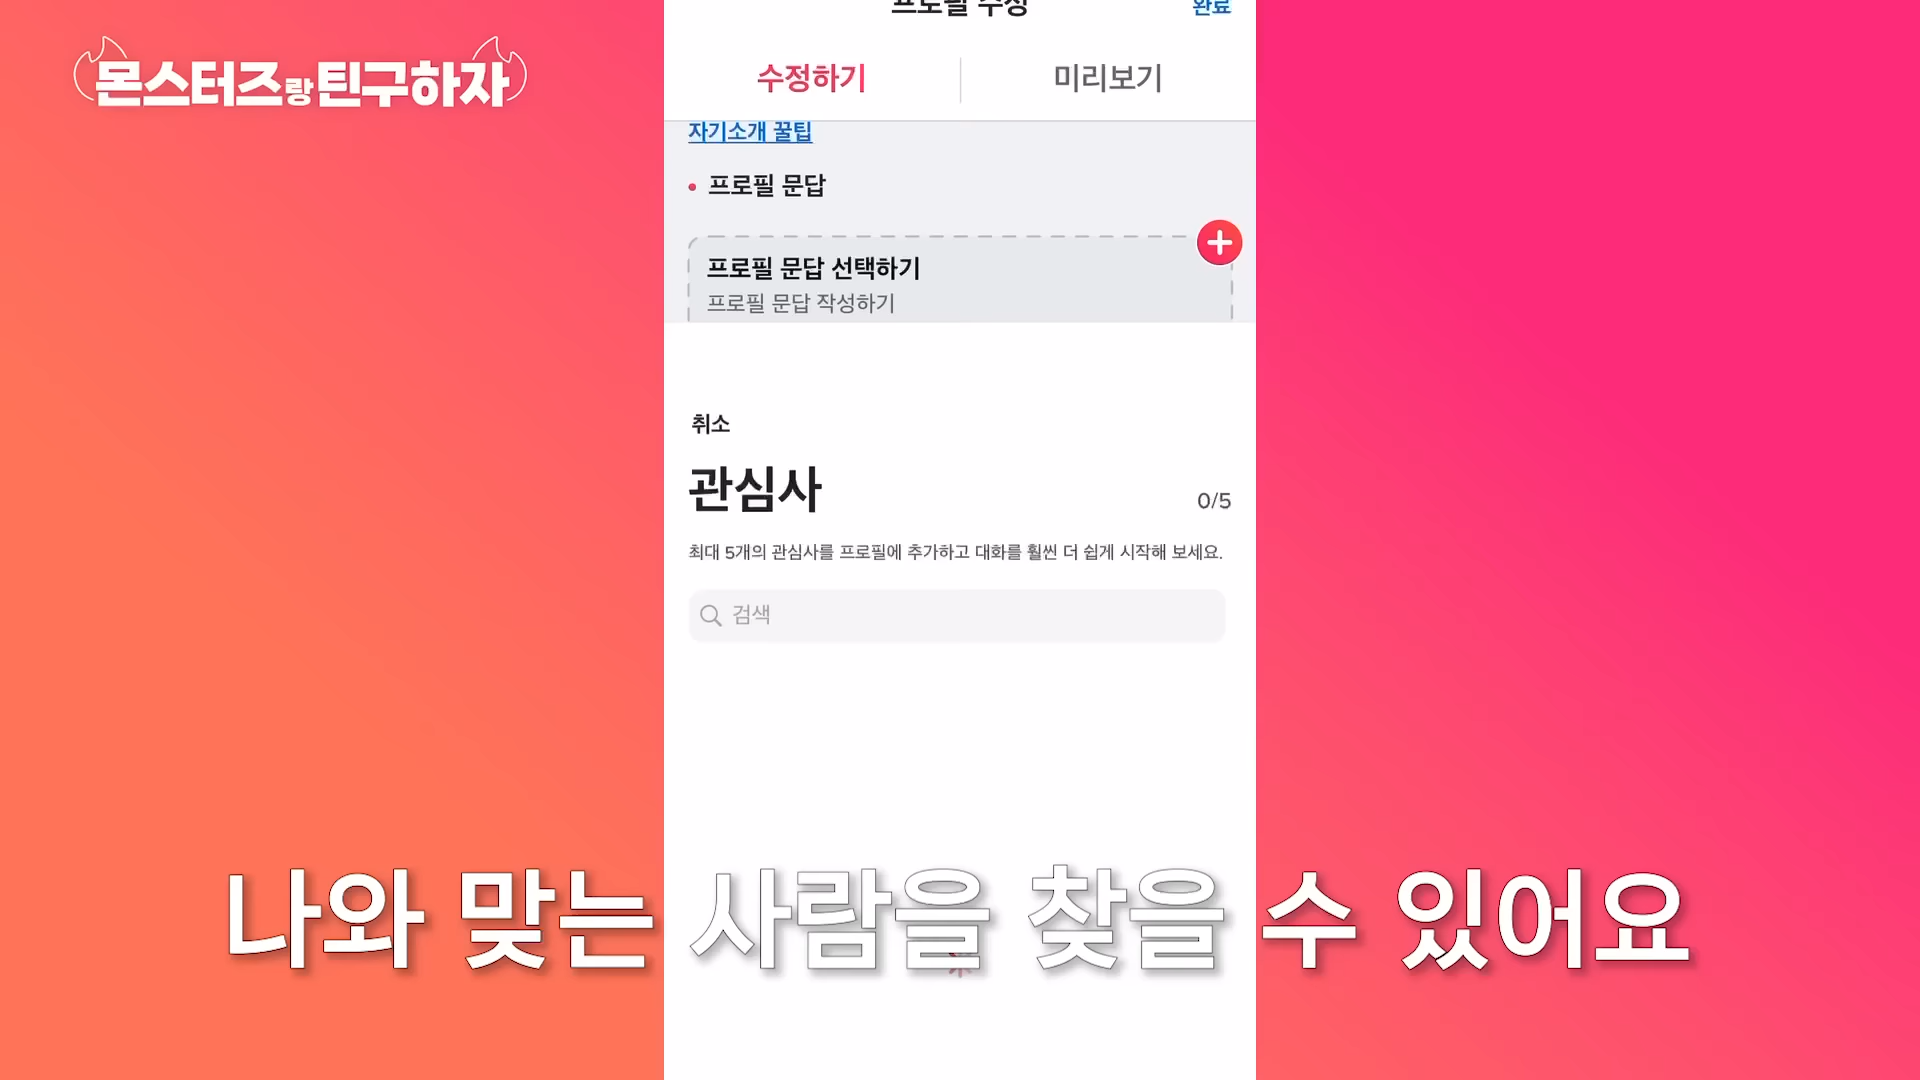 몬스터즈랑 틴구하자
프로필 수정
완료
수정하기
미리보기
자기소개 꿀팁
프로필 문답
프로필 문답 선택하기
프로필 문답 작성하기
취소
관심사
0/5
최대 5개의 관심사를 프로필에 추가하고 대화를 훨씬 더 쉽게 시작해 보세요.
검색
나와 맞는 사람을 찾을 수 있어요